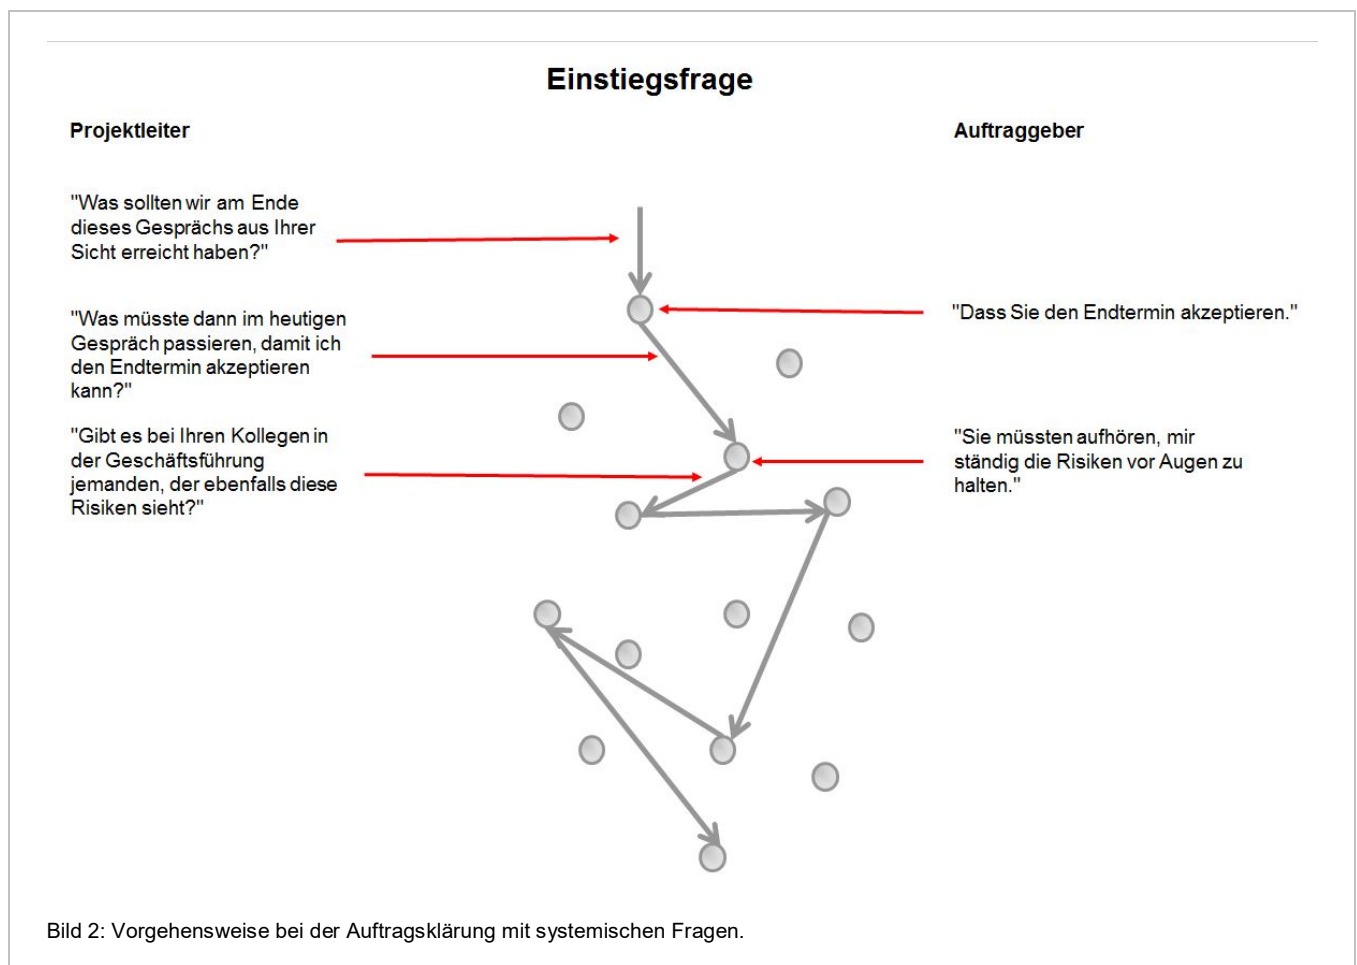 Einstiegsfrage
Projektleiter
Auftraggeber
"Was sollten wir am Ende
dieses Gesprächs aus Ihrer
Sicht erreicht haben?"
"Dass Sie den Endtermin akzeptieren."
"Was müsste dann im heutigen
Gespräch passieren, damit ich
den Endtermin akzeptieren
kann?"
"Sie müssten aufhören, mir
ständig die Risiken vor Augen zu
halten."
"Gibt es bei Ihren Kollegen in
der Geschäftsführung
jemanden, der ebenfalls diese
Risiken sieht?"
Bild 2: Vorgehensweise bei der Auftragsklärung mit systemischen Fragen.